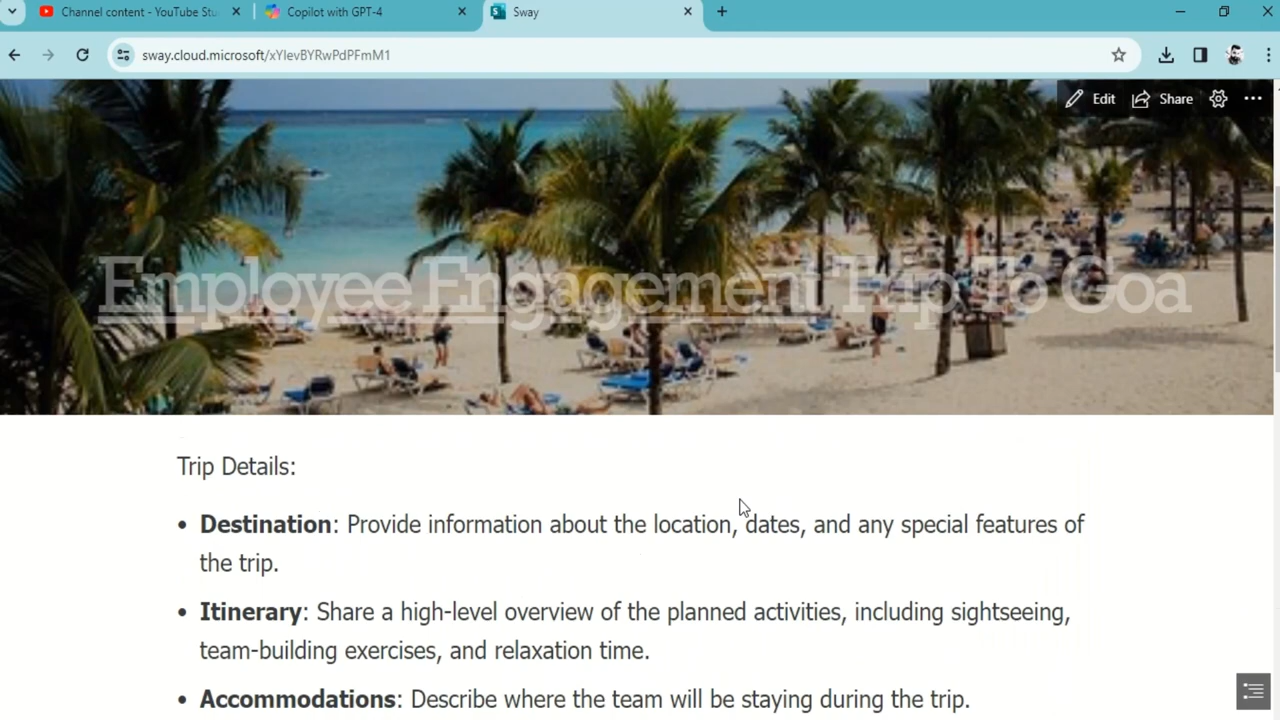 Channel content - YouTube Stu
Copilot with GPT-4
Sway
sway.cloud.microsoft/xYIevBYRwPdPFmM1
Edit
Share
Employee Engagement Trip To Goa
Trip Details:
• Destination: Provide information about the location, dates, and any special features of
the trip.
• Itinerary: Share a high-level overview of the planned activities, including sightseeing,
team-building exercises, and relaxation time.
• Accommodations: Describe where the team will be staying during the trip.